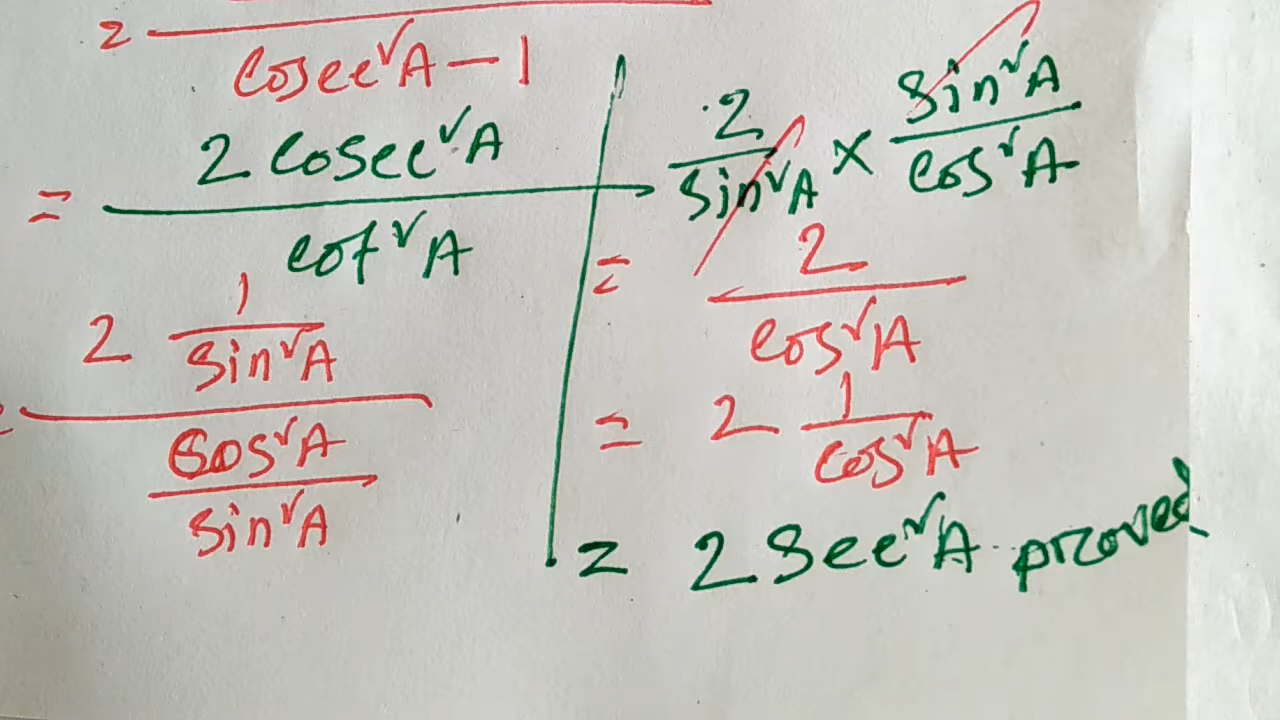 =
cosec²A - 1
= 2 cosec²A
cot²A
2 1
sin²A
=
cos²A
sin²A
2 / sin²A × sin²A / cos²A
= 2
cos²A
= 2 1
cos²A
= 2 sec²A proved